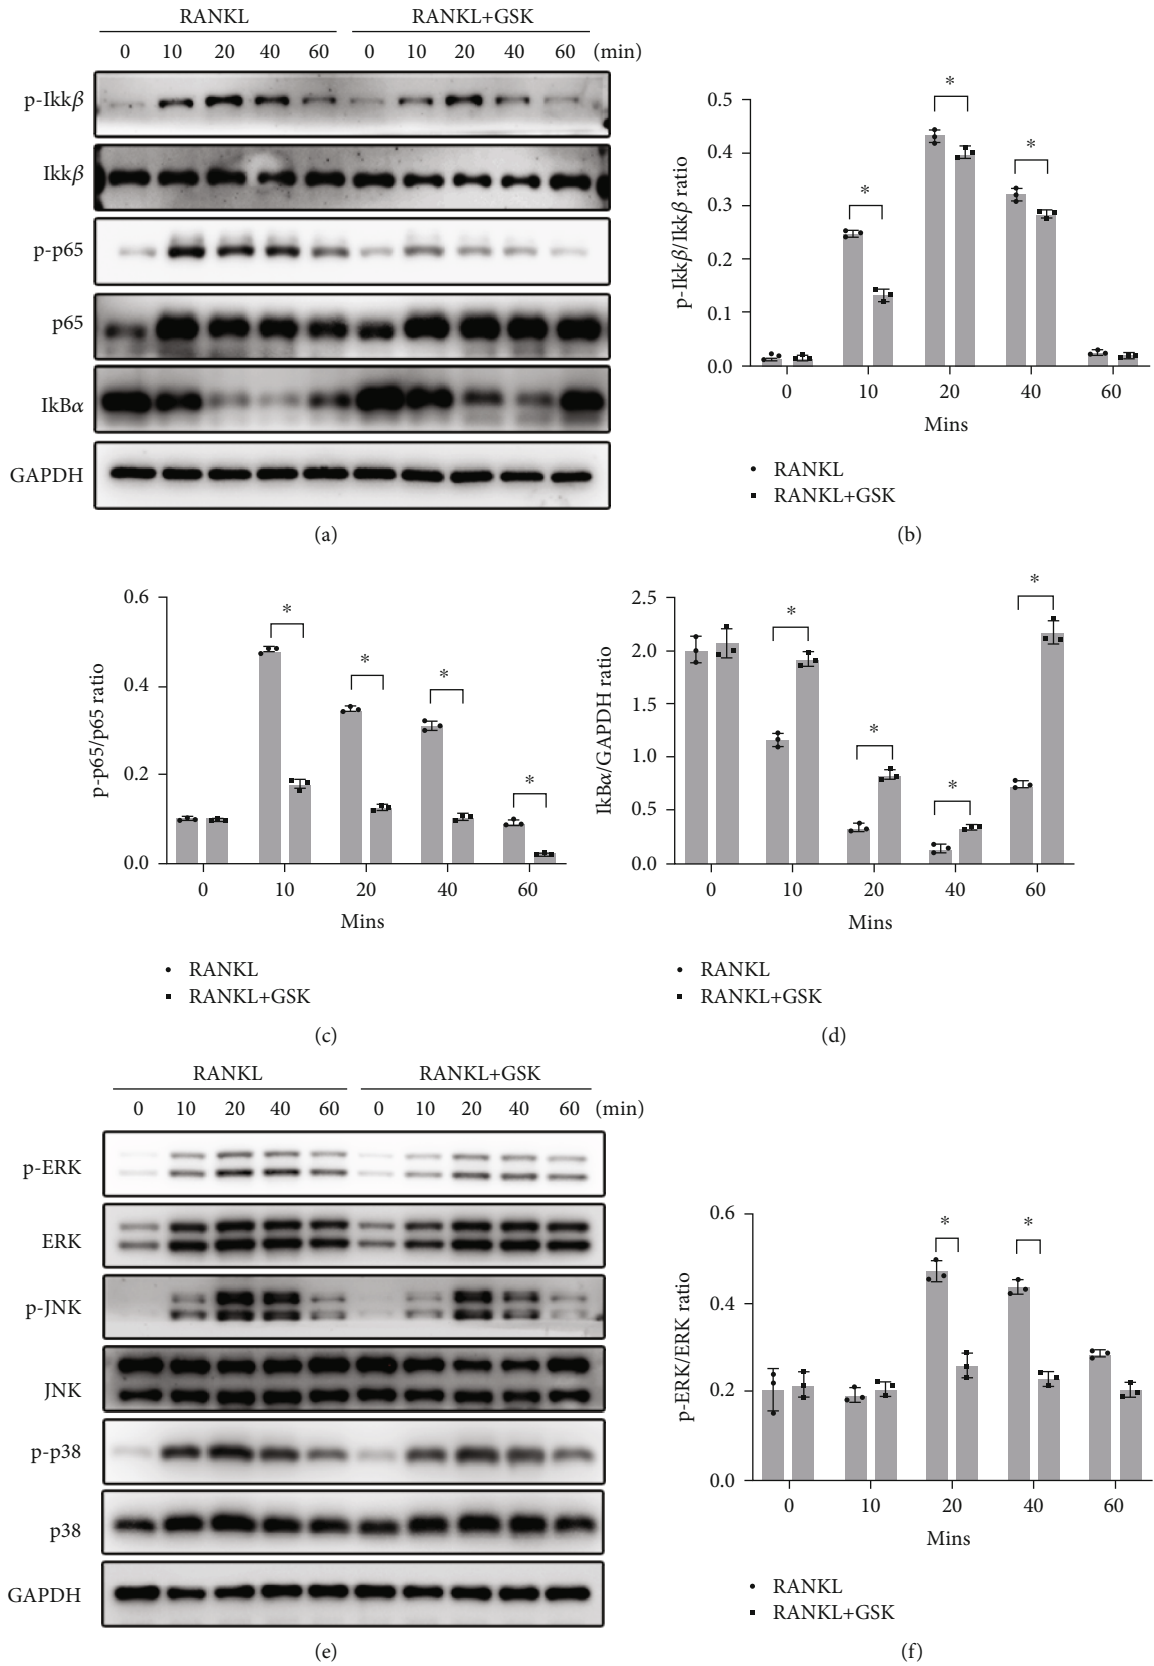 RANKL RANKL+GSK
0 10 20 40 60 0 10 20 40 60 (min)
p-Ikkβ
Ikkβ
p-p65
p65
IkBα
GAPDH
(a)
p-Ikkβ/Ikkβ ratio
0.5
0.4
0.3
0.2
0.1
0.0
* * *
0 10 20 40 60
Mins
RANKL
RANKL+GSK
(b)
p-p65/p65 ratio
0.6
0.4
0.2
0.0
* * * *
0 10 20 40 60
Mins
RANKL
RANKL+GSK
(c)
IkBα/GAPDH ratio
2.5
2.0
1.5
1.0
0.5
0.0
* * * *
0 10 20 40 60
Mins
RANKL
RANKL+GSK
(d)
RANKL RANKL+GSK
0 10 20 40 60 0 10 20 40 60 (min)
p-ERK
ERK
p-JNK
JNK
p-p38
p38
GAPDH
(e)
p-ERK/ERK ratio
0.6
0.4
0.2
0.0
* *
0 10 20 40 60
Mins
RANKL
RANKL+GSK
(f)